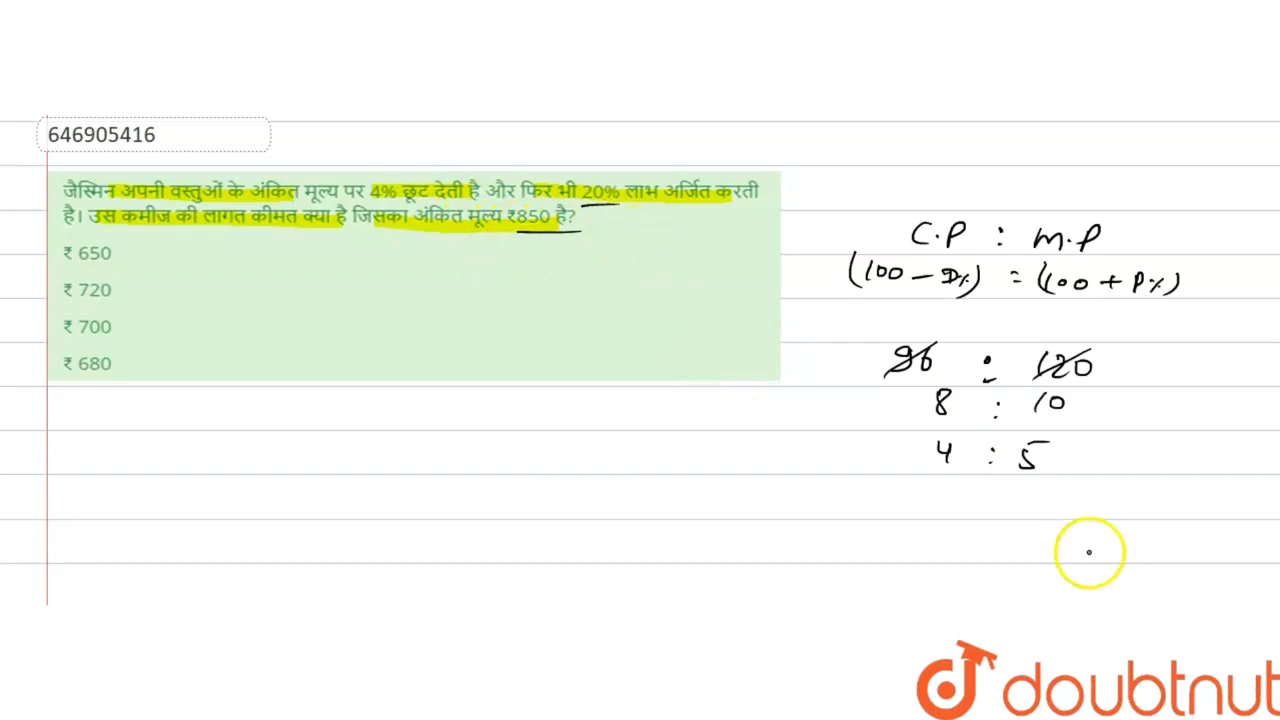 646905416
जैस्मिन अपनी वस्तुओं के अंकित मूल्य पर 4% छूट देती है और फिर भी 20% लाभ अर्जित करती
है। उस कमीज की लागत कीमत क्या है जिसका अंकित मूल्य ₹850 है?
₹ 650
₹ 720
₹ 700
₹ 680
C.P : M.P
(100 - D%) = (100 + P%)
96 : 120
8 : 10
4 : 5
doubtnut